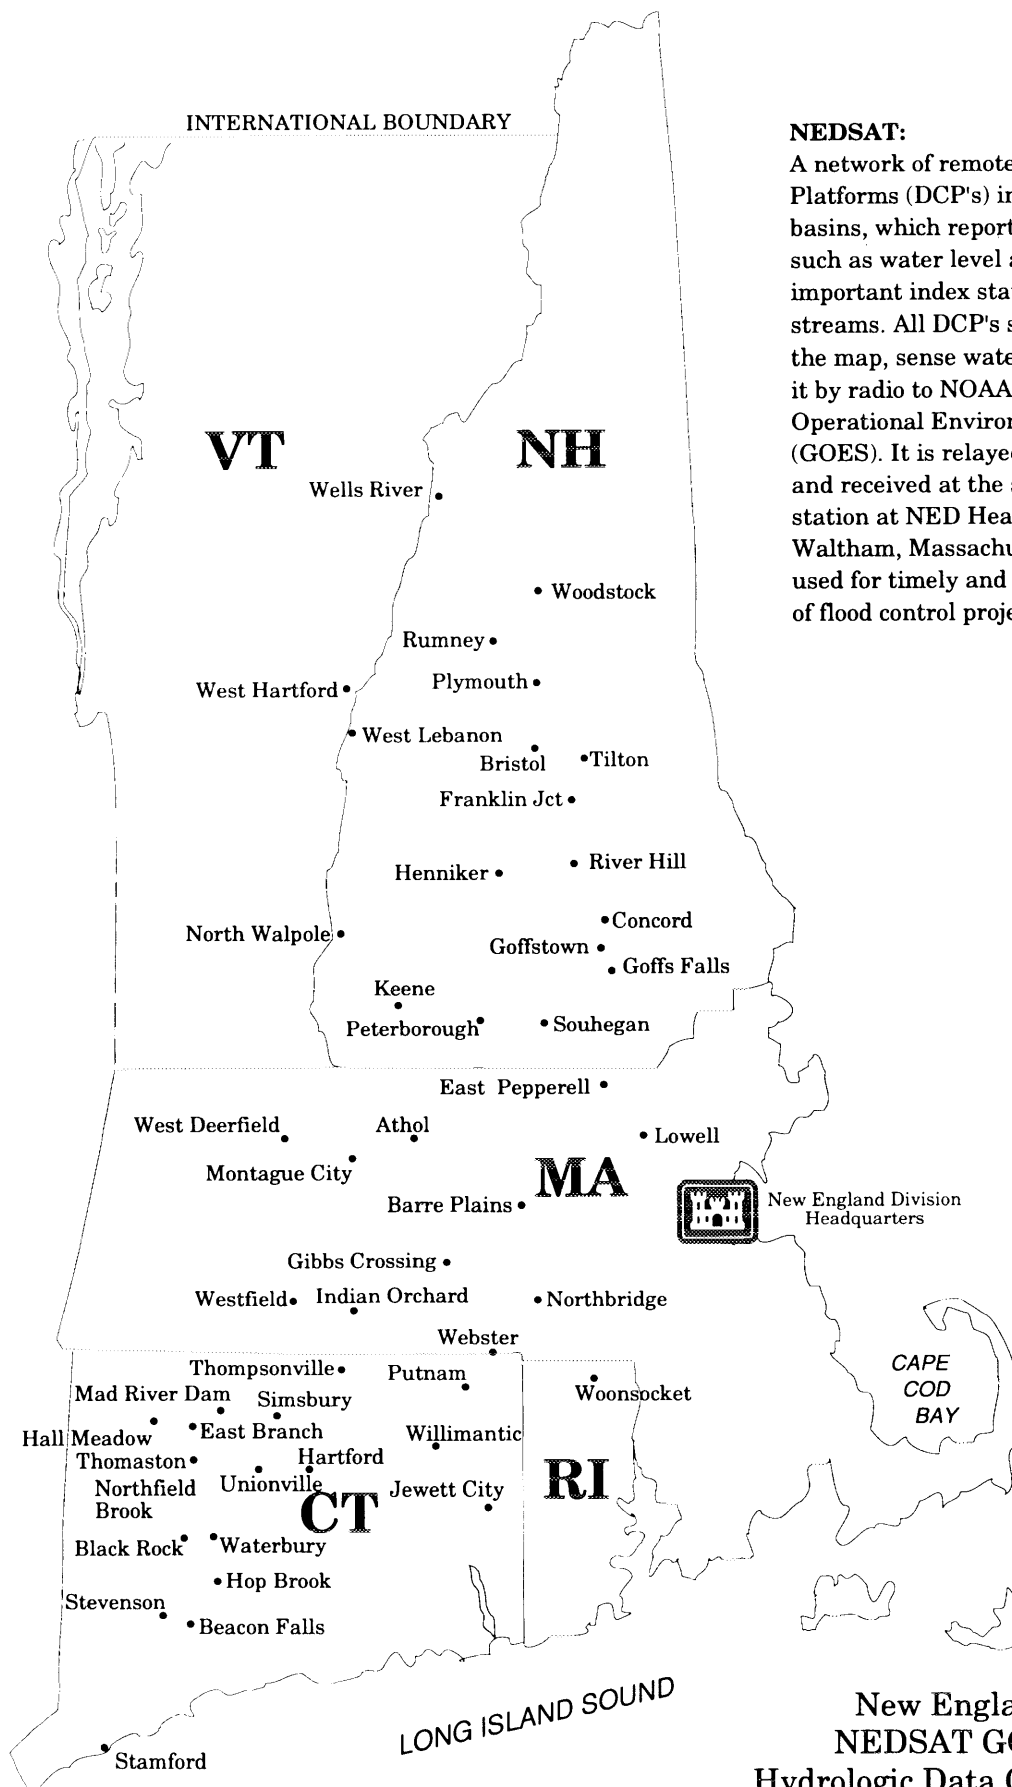 INTERNATIONAL BOUNDARY
NEDSAT:
A network of remote
Platforms (DCP's) in
basins, which report
such as water level a
important index sta
streams. All DCP's s
the map, sense wate
it by radio to NOAA
Operational Environ
(GOES). It is relayed
and received at the s
station at NED Hea
Waltham, Massachu
used for timely and
of flood control proje
VT
NH
Wells River
Woodstock
Rumney
Plymouth
West Hartford
West Lebanon
Bristol
Tilton
Franklin Jct
River Hill
Henniker
Concord
North Walpole
Goffstown
Goffs Falls
Keene
Peterborough
Souhegan
East Pepperell
West Deerfield
Athol
Lowell
Montague City
MA
Barre Plains
New England Division
Headquarters
Gibbs Crossing
Westfield
Indian Orchard
Northbridge
Webster
Thompsonville
Putnam
CAPE
COD
BAY
Mad River Dam
Simsbury
Woonsocket
Hall Meadow
East Branch
Willimantic
Thomaston
Hartford
Northfield
Brook
Unionville
Jewett City
RI
CT
Black Rock
Waterbury
Hop Brook
Stevenson
Beacon Falls
LONG ISLAND SOUND
Stamford
New Engla
NEDSAT GO
Hydrologic Data C